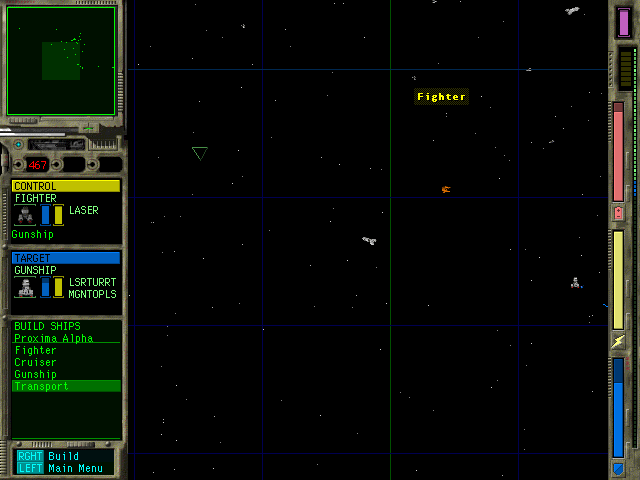 467
CONTROL
FIGHTER
LASER
Gunship
TARGET
GUNSHIP
LSRTURRT
MGNTOPLS
BUILD SHIPS
Proxima Alpha
Fighter
Cruiser
Gunship
Transport
RGHT Build
LEFT Main Menu
Fighter